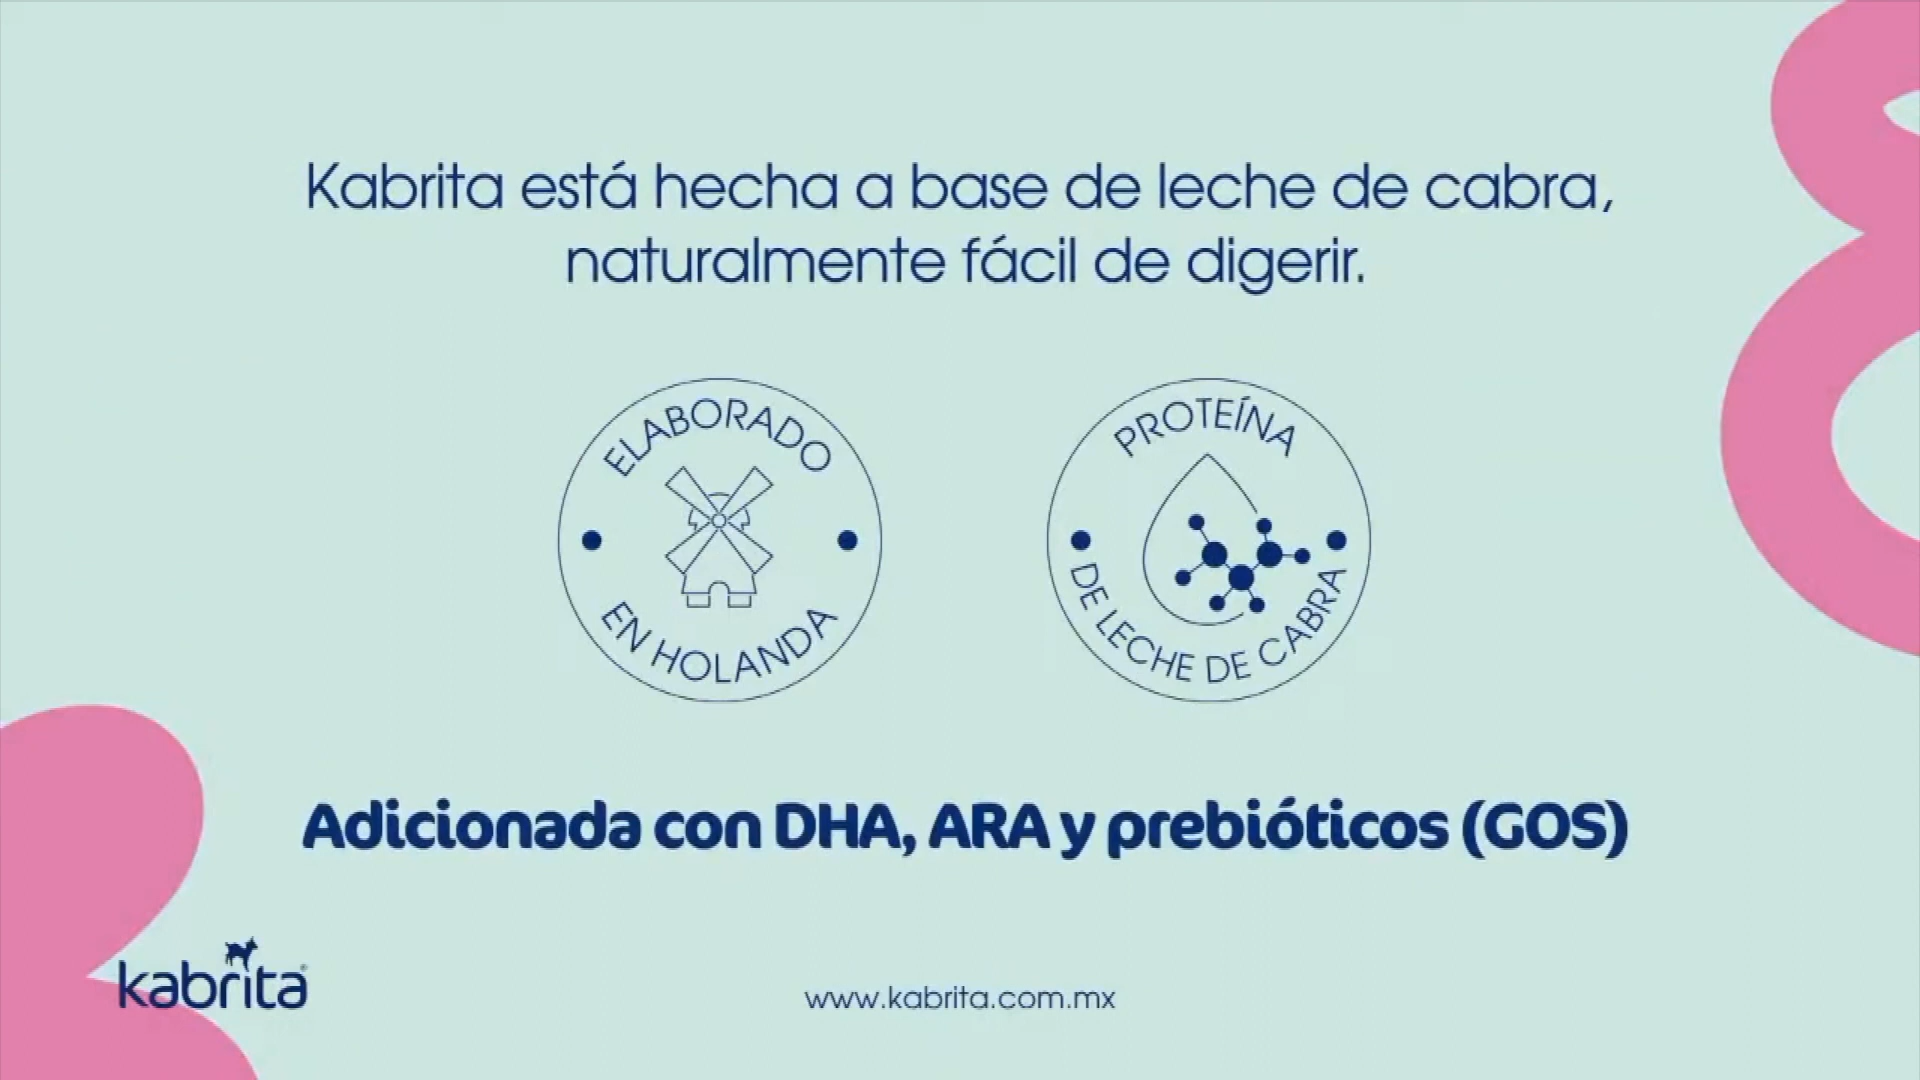 Kabrita está hecha a base de leche de cabra,
naturalmente fácil de digerir.
ELABORADO
EN HOLANDA
PROTEÍNA
DE LECHE DE CABRA
Adicionada con DHA, ARA y prebióticos (GOS)
kabrita®
www.kabrita.com.mx